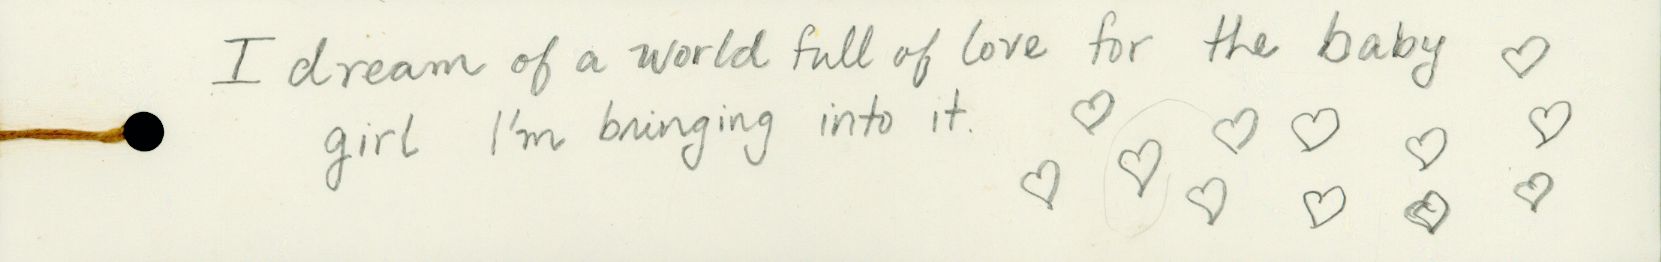 I dream of a world full of love for the baby
girl I'm bringing into it.